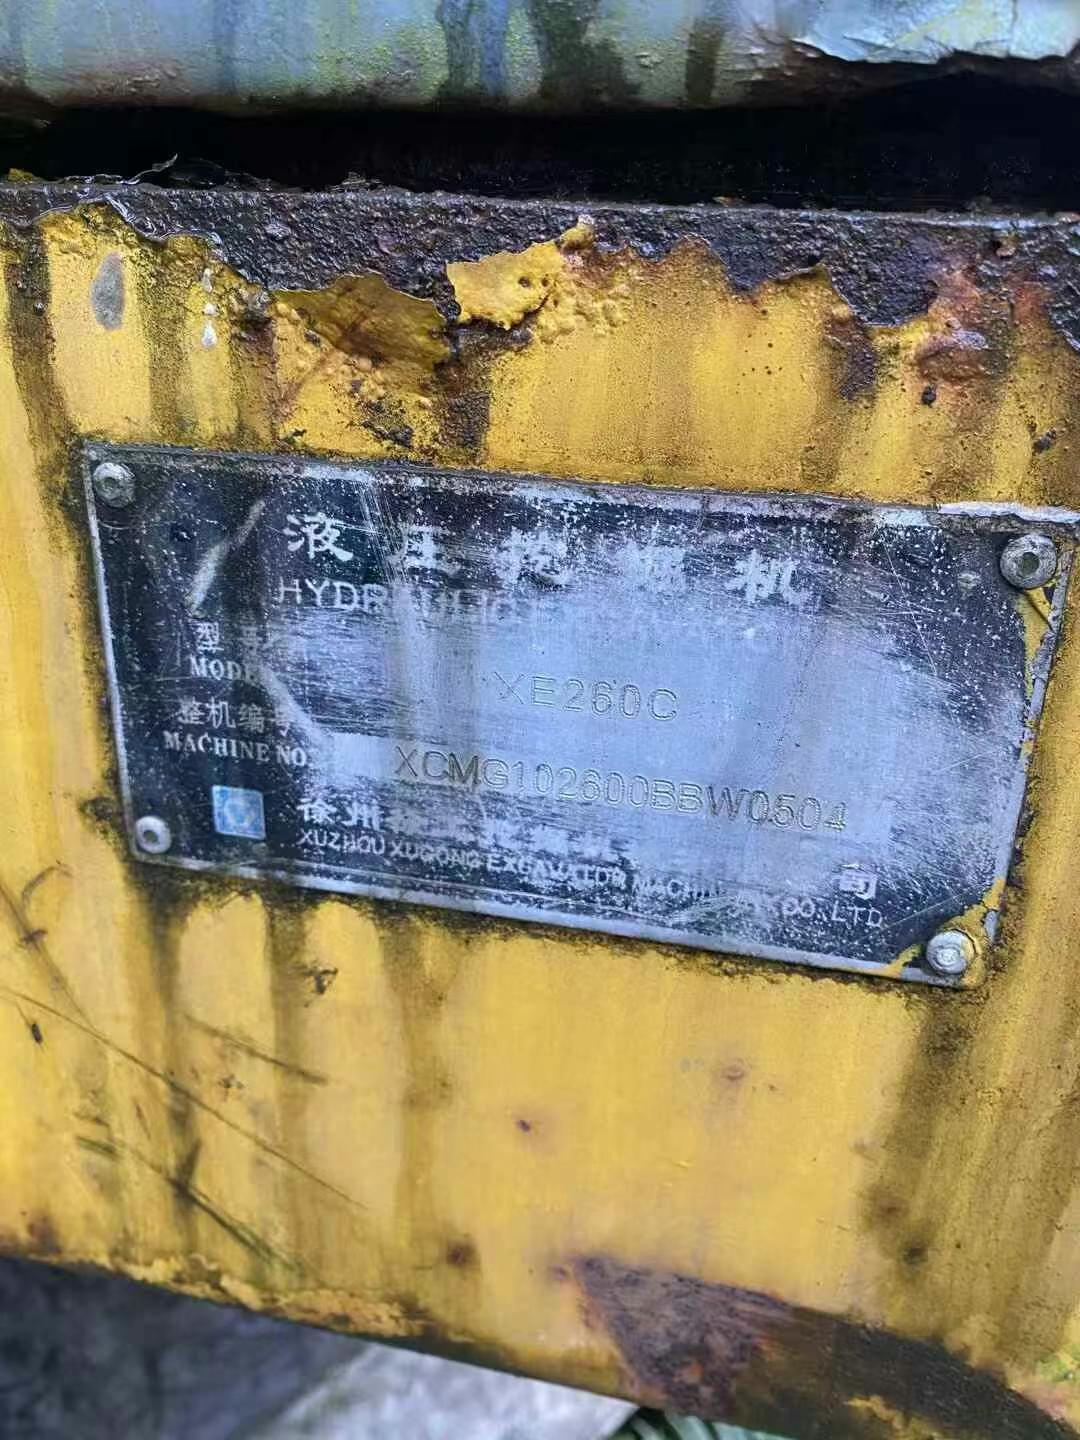 液压挖掘机
HYDRAULIC
型号
MODEL
XE260C
整机编号
MACHINE NO.
XCMG102600BBW0504
徐州 司
XUZHOU XUGONG EXCAVATOR MACHINERY CO.,LTD